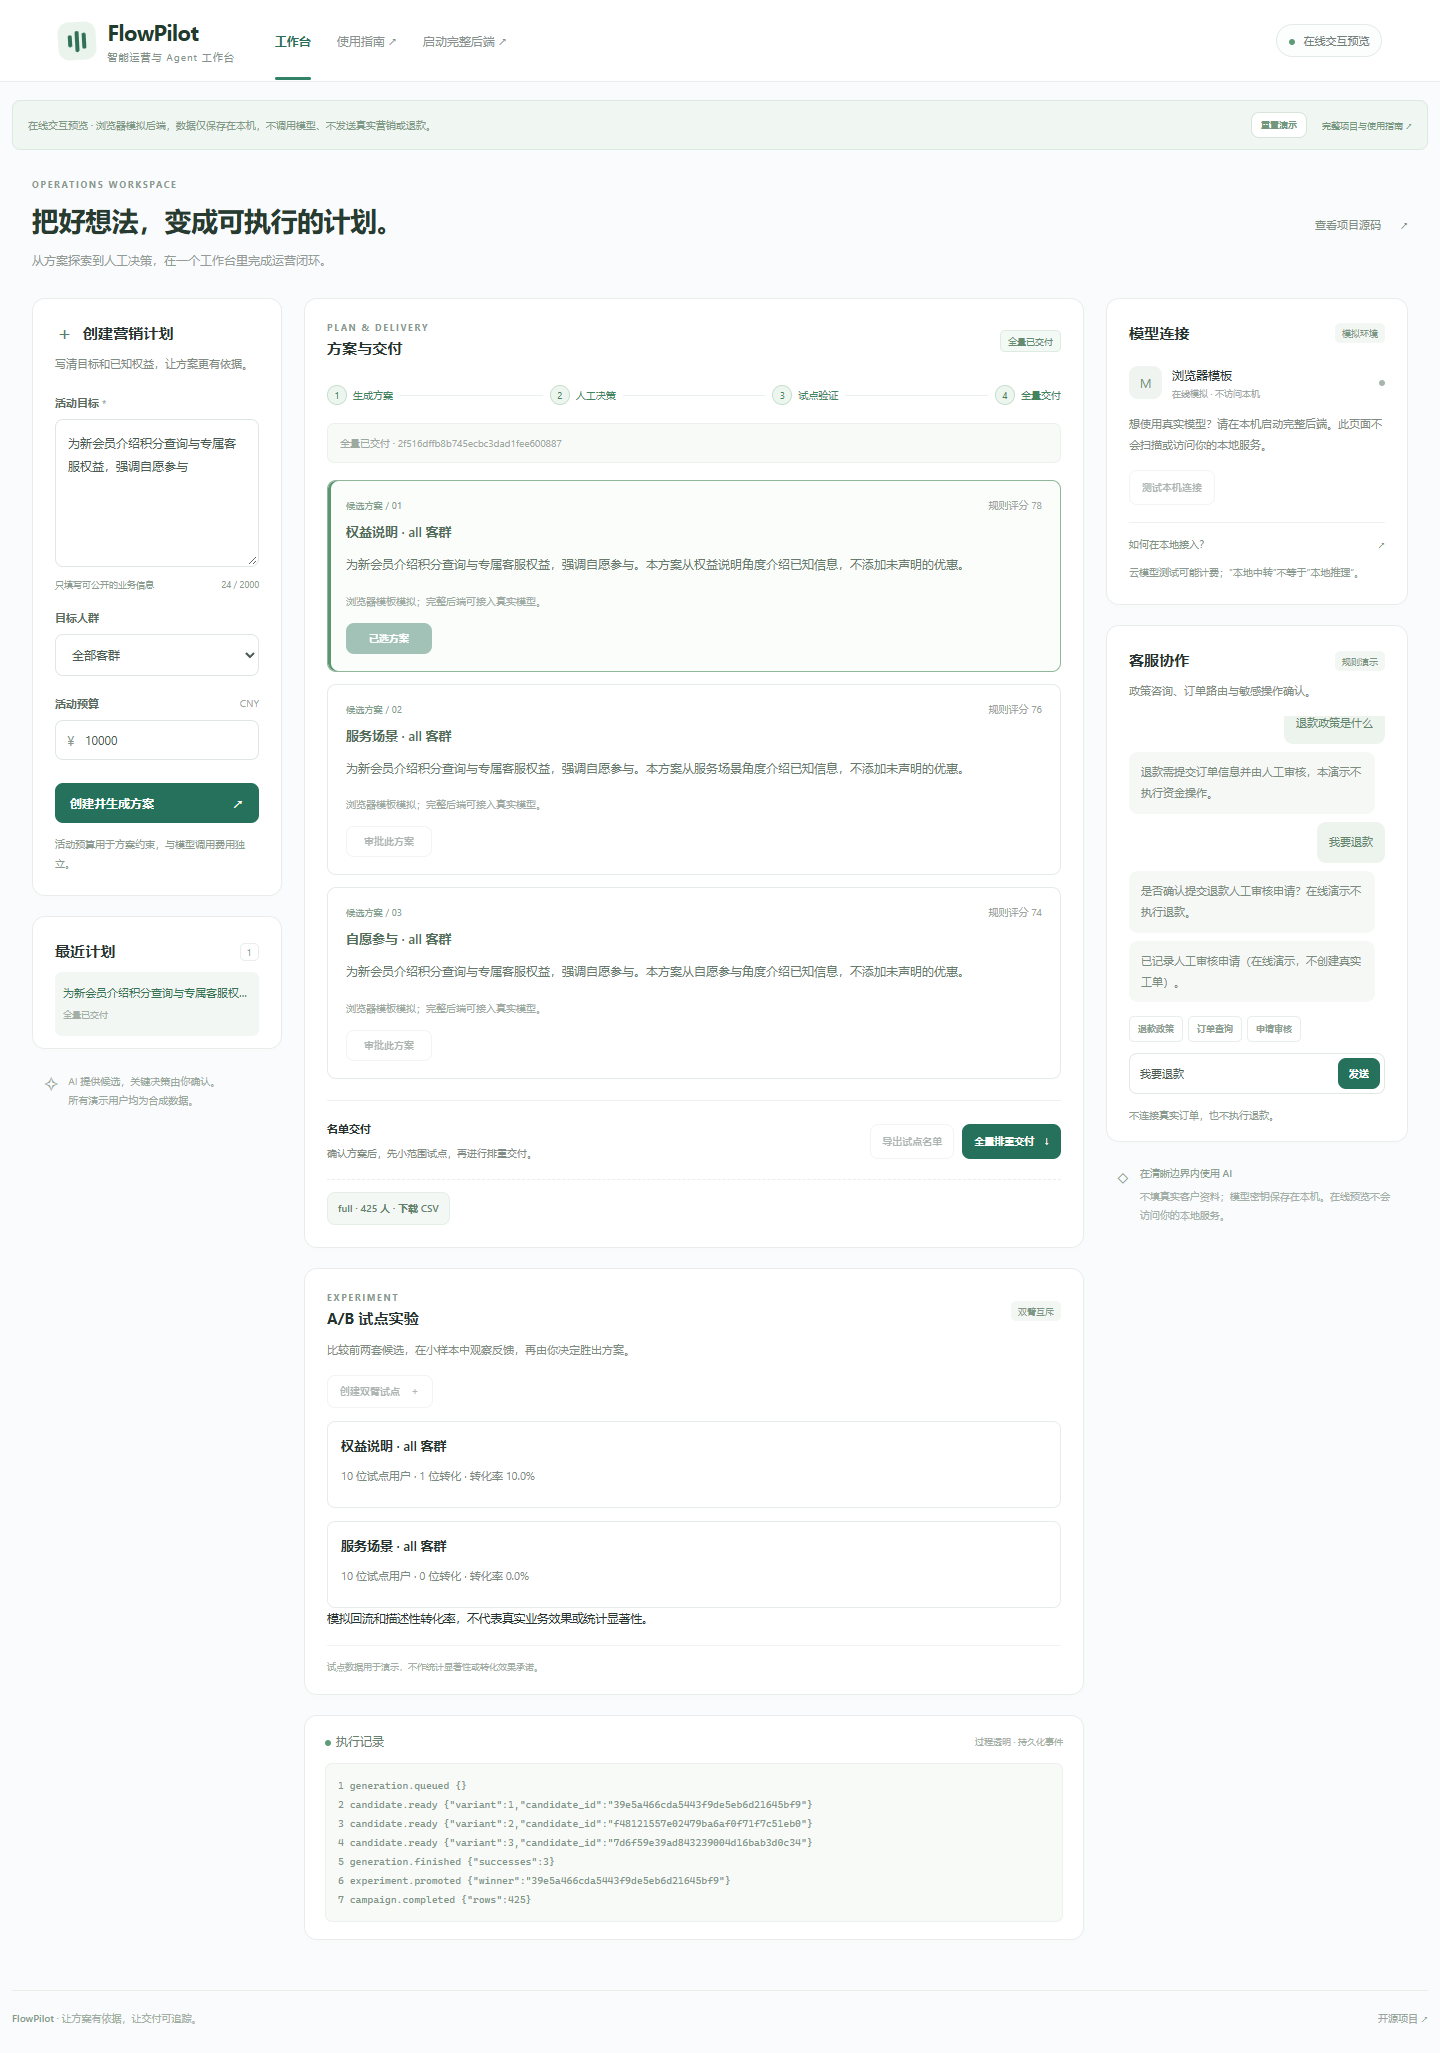 FlowPilot
智能运营与 Agent 工作台
工作台
使用指南 ↗
启动完整后端 ↗
在线交互预览
在线交互预览 · 浏览器模拟后端，数据仅保存在本机，不调用模型、不发送真实营销或退款。
重置演示
完整项目与使用指南 ↗
OPERATIONS WORKSPACE
把好想法，变成可执行的计划。
从方案探索到人工决策，在一个工作台里完成运营闭环。
查看项目源码 ↗
+ 创建营销计划
写清目标和已知权益，让方案更有依据。
活动目标 *
为新会员介绍积分查询与专属客
服权益，强调自愿参与
只填写可公开的业务信息
24 / 2000
目标人群
全部客群
活动预算
CNY
¥ 10000
创建并生成方案 ↗
活动预算用于方案约束，与模型调用费用独
立。
最近计划
1
为新会员介绍积分查询与专属客服权...
全量已交付
AI 提供候选，关键决策由你确认。
所有演示用户均为合成数据。
PLAN & DELIVERY
方案与交付
全量已交付
1 生成方案
2 人工决策
3 试点验证
4 全量交付
全量已交付 · 2f516dffb8b745ecbc3dad1fee600887
候选方案 / 01
规则评分 78
权益说明 · all 客群
为新会员介绍积分查询与专属客服权益，强调自愿参与。本方案从权益说明角度介绍已知信息，不添加未声明的优惠。
浏览器模板模拟；完整后端可接入真实模型。
已选方案
候选方案 / 02
规则评分 76
服务场景 · all 客群
为新会员介绍积分查询与专属客服权益，强调自愿参与。本方案从服务场景角度介绍已知信息，不添加未声明的优惠。
浏览器模板模拟；完整后端可接入真实模型。
审批此方案
候选方案 / 03
规则评分 74
自愿参与 · all 客群
为新会员介绍积分查询与专属客服权益，强调自愿参与。本方案从自愿参与角度介绍已知信息，不添加未声明的优惠。
浏览器模板模拟；完整后端可接入真实模型。
审批此方案
名单交付
确认方案后，先小范围试点，再进行排重交付。
导出试点名单
全量排重交付 ↓
full · 425 人 · 下载 CSV
EXPERIMENT
A/B 试点实验
双臂互斥
比较前两套候选，在小样本中观察反馈，再由你决定胜出方案。
创建双臂试点 +
权益说明 · all 客群
10 位试点用户 · 1 位转化 · 转化率 10.0%
服务场景 · all 客群
10 位试点用户 · 0 位转化 · 转化率 0.0%
模拟回流和描述性转化率，不代表真实业务效果或统计显著性。
试点数据用于演示，不作统计显著性或转化效果承诺。
执行记录
过程透明 · 持久化事件
1 generation.queued {}
2 candidate.ready {"variant":1,"candidate_id":"39e5a466cda5443f9de5eb6d21645bf9"}
3 candidate.ready {"variant":2,"candidate_id":"f48121557e02479ba6af0f71f7c51eb0"}
4 candidate.ready {"variant":3,"candidate_id":"7d6f59e39ad843239004d16bab3d0c34"}
5 generation.finished {"successes":3}
6 experiment.promoted {"winner":"39e5a466cda5443f9de5eb6d21645bf9"}
7 campaign.completed {"rows":425}
模型连接
模拟环境
M
浏览器模板
在线模拟 · 不访问本机
想使用真实模型？请在本机启动完整后端。此页面不
会扫描或访问你的本地服务。
测试本机连接
如何在本地接入？ ↗
云模型测试可能计费；“本地中转”不等于“本地推理”。
客服协作
规则演示
政策咨询、订单路由与敏感操作确认。
退款政策是什么
退款需提交订单信息并由人工审核，本演示不
执行资金操作。
我要退款
是否确认提交退款人工审核申请？在线演示不
执行退款。
已记录人工审核申请（在线演示，不创建真实
工单）。
退款政策
订单查询
申请审核
我要退款
发送
不连接真实订单，也不执行退款。
在清晰边界内使用 AI
不填真实客户资料；模型密钥保存在本机。在线预览不会
访问你的本地服务。
FlowPilot · 让方案有依据，让交付可追踪。
开源项目 ↗